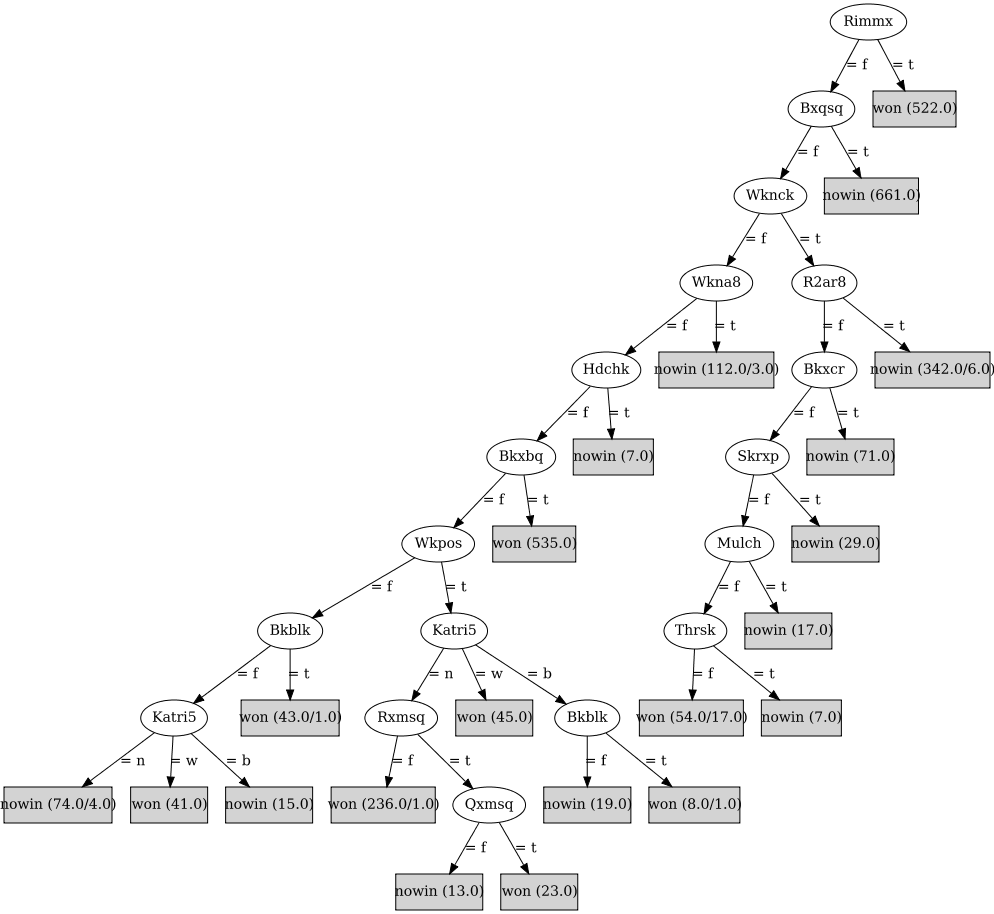 Rimmx
= f
= t
Bxqsq
won (522.0)
= f
= t
Wknck
nowin (661.0)
= f
= t
Wkna8
R2ar8
= f
= t
= f
= t
Hdchk
nowin (112.0/3.0)
Bkxcr
nowin (342.0/6.0)
= f
= t
= f
= t
Bkxbq
nowin (7.0)
Skrxp
nowin (71.0)
= f
= t
= f
= t
Wkpos
won (535.0)
Mulch
nowin (29.0)
= f
= t
= f
= t
Bkblk
Katri5
Thrsk
nowin (17.0)
= f
= t
= n
= w
= b
= f
= t
Katri5
won (43.0/1.0)
Rxmsq
won (45.0)
Bkblk
won (54.0/17.0)
nowin (7.0)
= n
= w
= b
= f
= t
= f
= t
nowin (74.0/4.0)
won (41.0)
nowin (15.0)
won (236.0/1.0)
Qxmsq
nowin (19.0)
won (8.0/1.0)
= f
= t
nowin (13.0)
won (23.0)